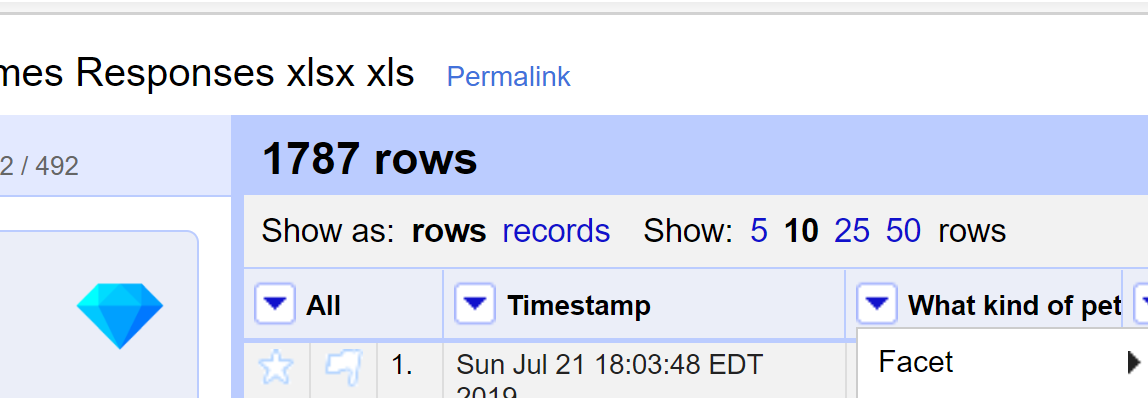 Responses xlsx xls Permalink
2 / 492
1787 rows
Show as: rows records Show: 5 10 25 50 rows
All Timestamp What kind of pet
1. Sun Jul 21 18:03:48 EDT
2019
Facet